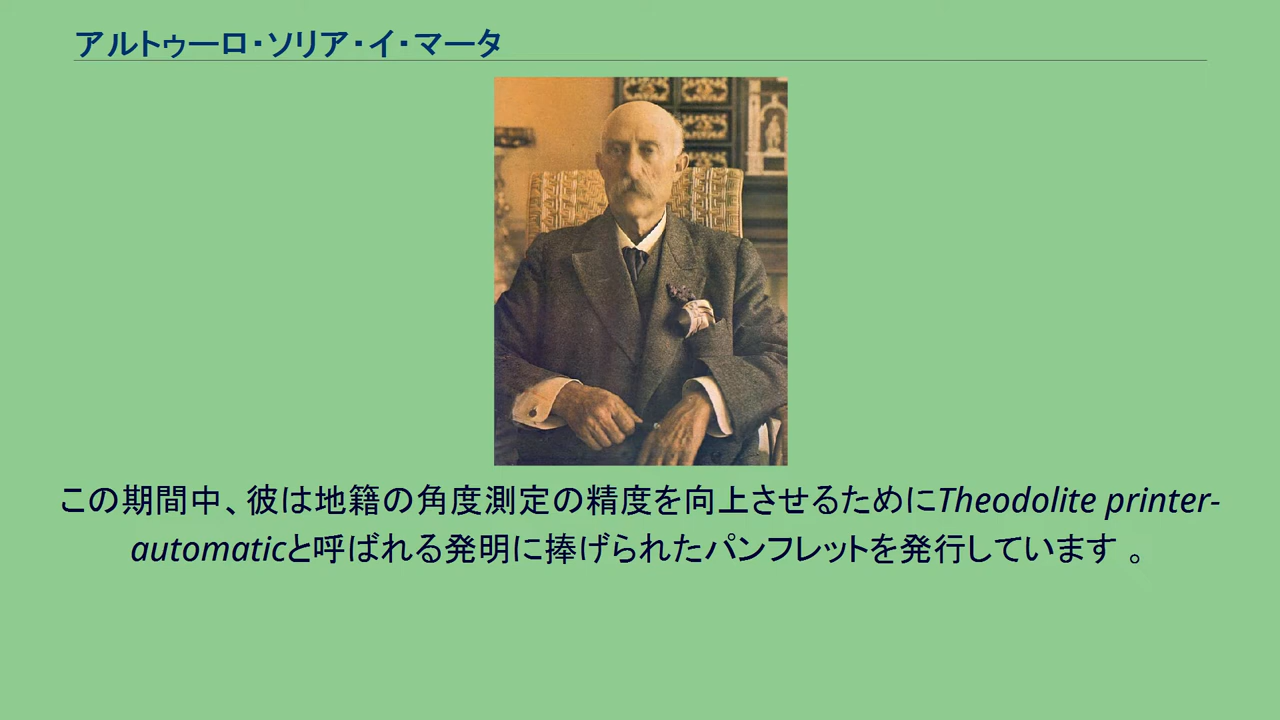 アルトゥーロ・ソリア・イ・マータ
この期間中、彼は地籍の角度測定の精度を向上させるためにTheodolite printer-
automaticと呼ばれる発明に捧げられたパンフレットを発行しています 。